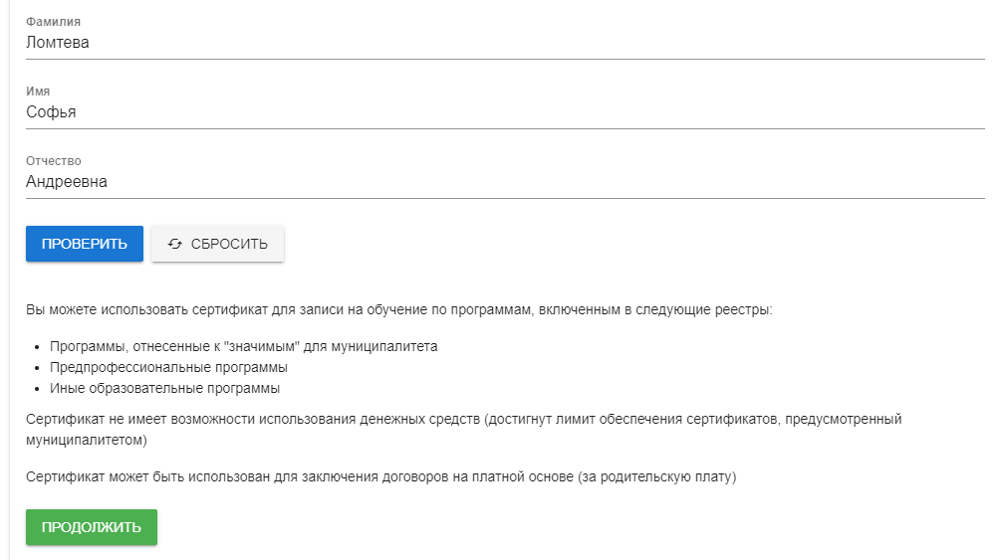 Фамилия
Ломтева
Имя
Софья
Отчество
Андреевна
ПРОВЕРИТЬ СБРОСИТЬ
Вы можете использовать сертификат для записи на обучение по программам, включенным в следующие реестры:
• Программы, отнесенные к "значимым" для муниципалитета
• Предпрофессиональные программы
• Иные образовательные программы
Сертификат не имеет возможности использования денежных средств (достигнут лимит обеспечения сертификатов, предусмотренный
муниципалитетом)
Сертификат может быть использован для заключения договоров на платной основе (за родительскую плату)
ПРОДОЛЖИТЬ